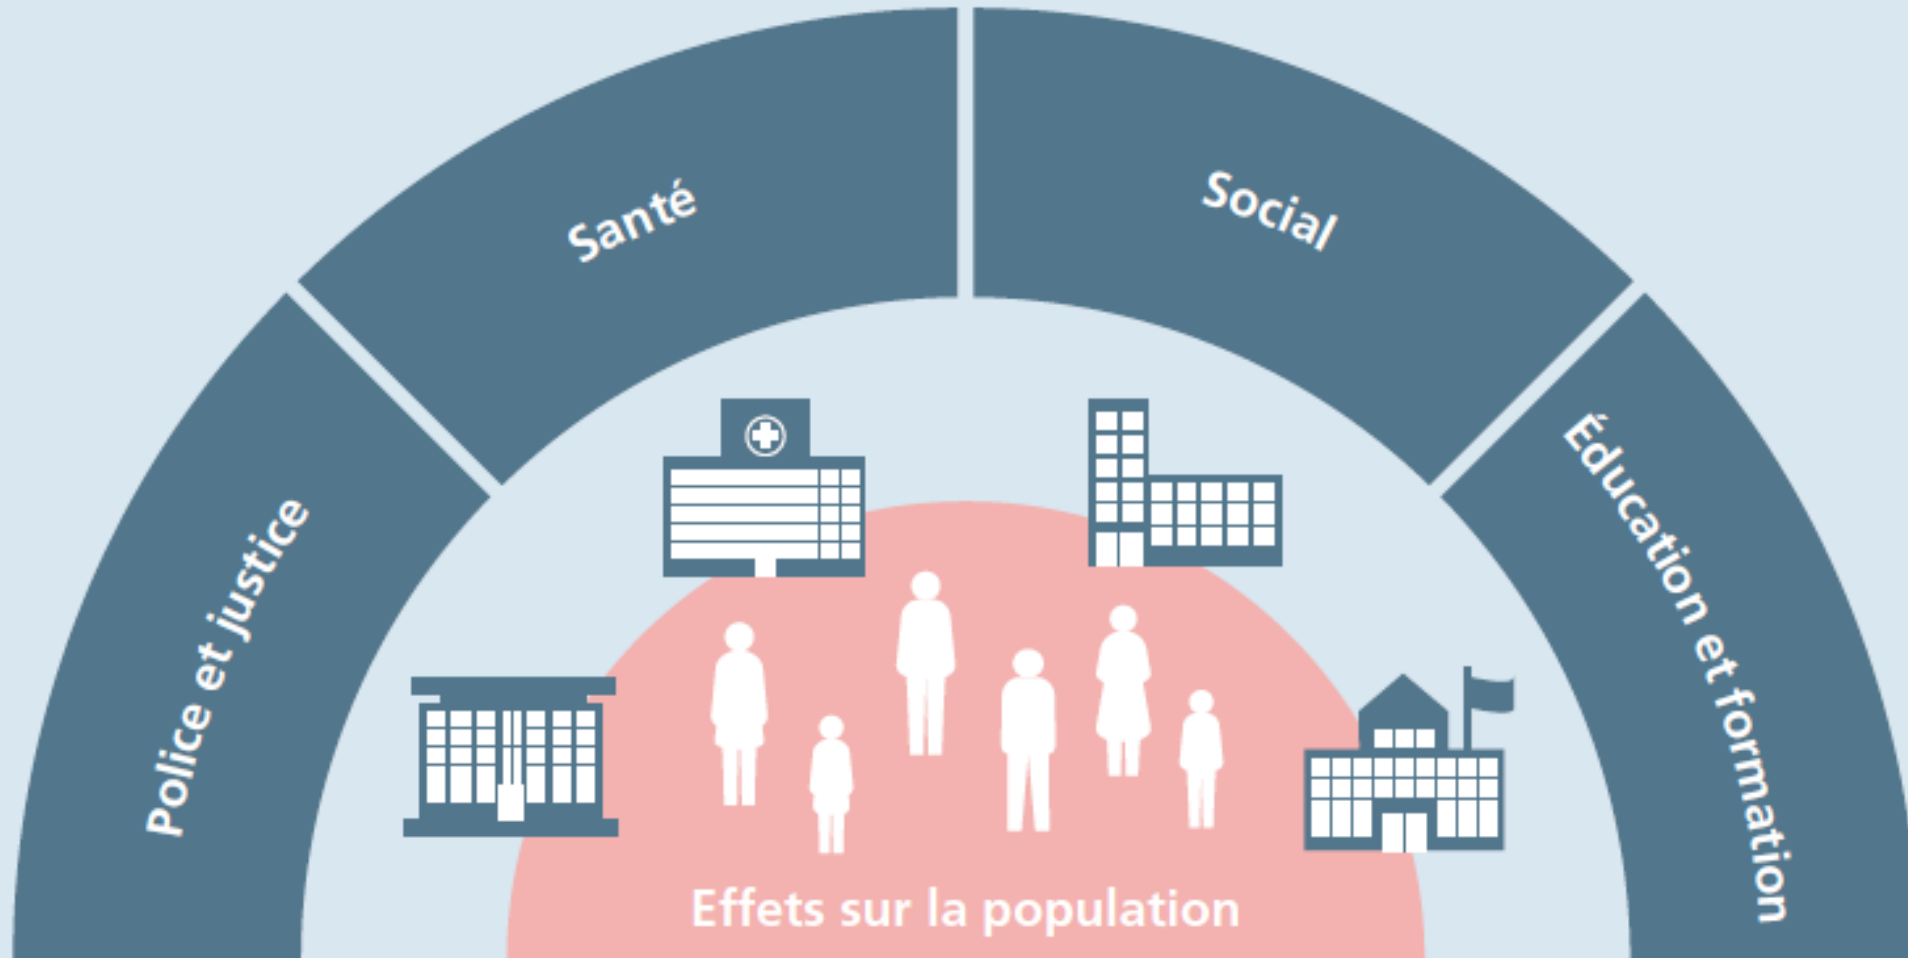 Police et justice
Santé
Social
Éducation et formation
Effets sur la population